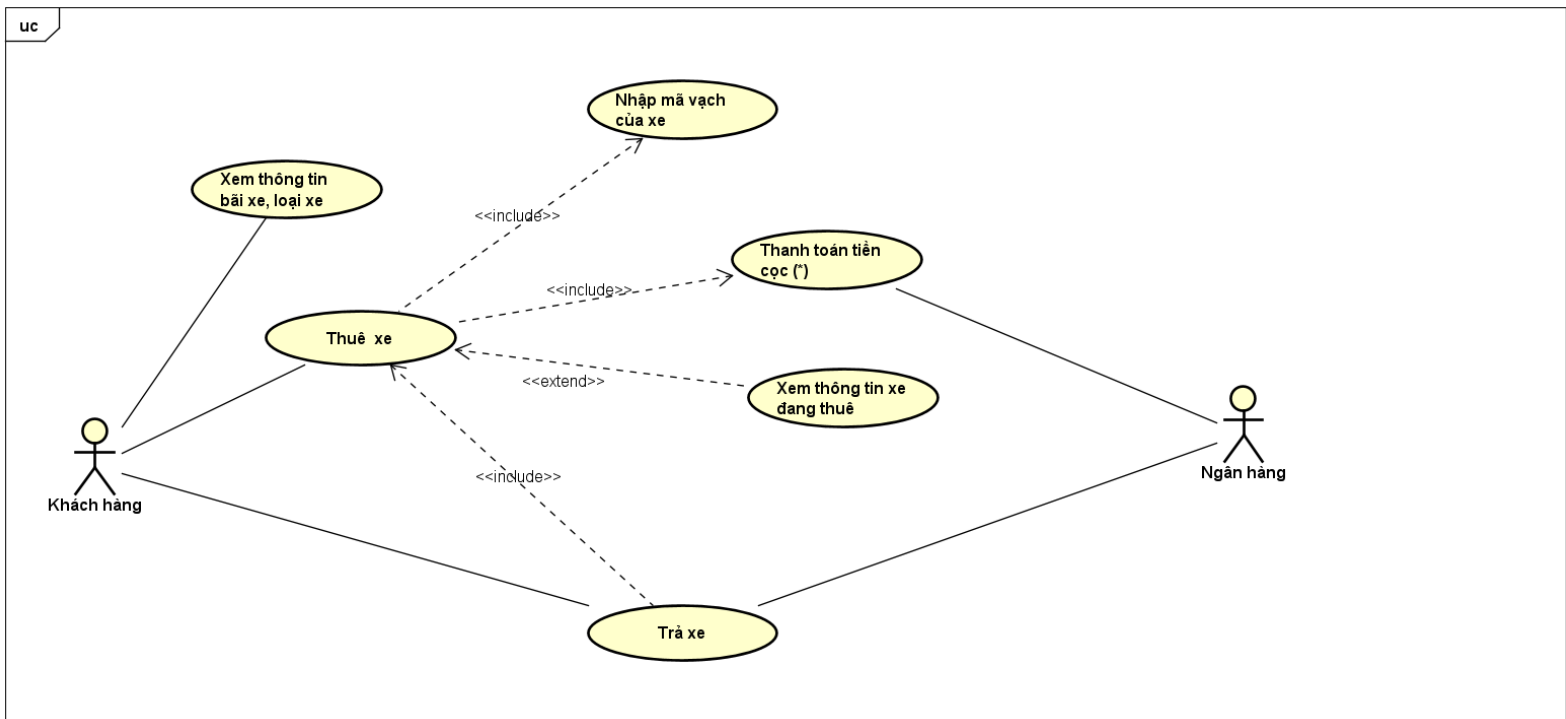 uc
Nhập mã vạch
của xe
Xem thông tin
bãi xe, loại xe
<<include>>
Thanh toán tiền
cọc (*)
<<include>>
Thuê xe
<<extend>>
Xem thông tin xe
đang thuê
<<include>>
Khách hàng
Ngân hàng
Trả xe